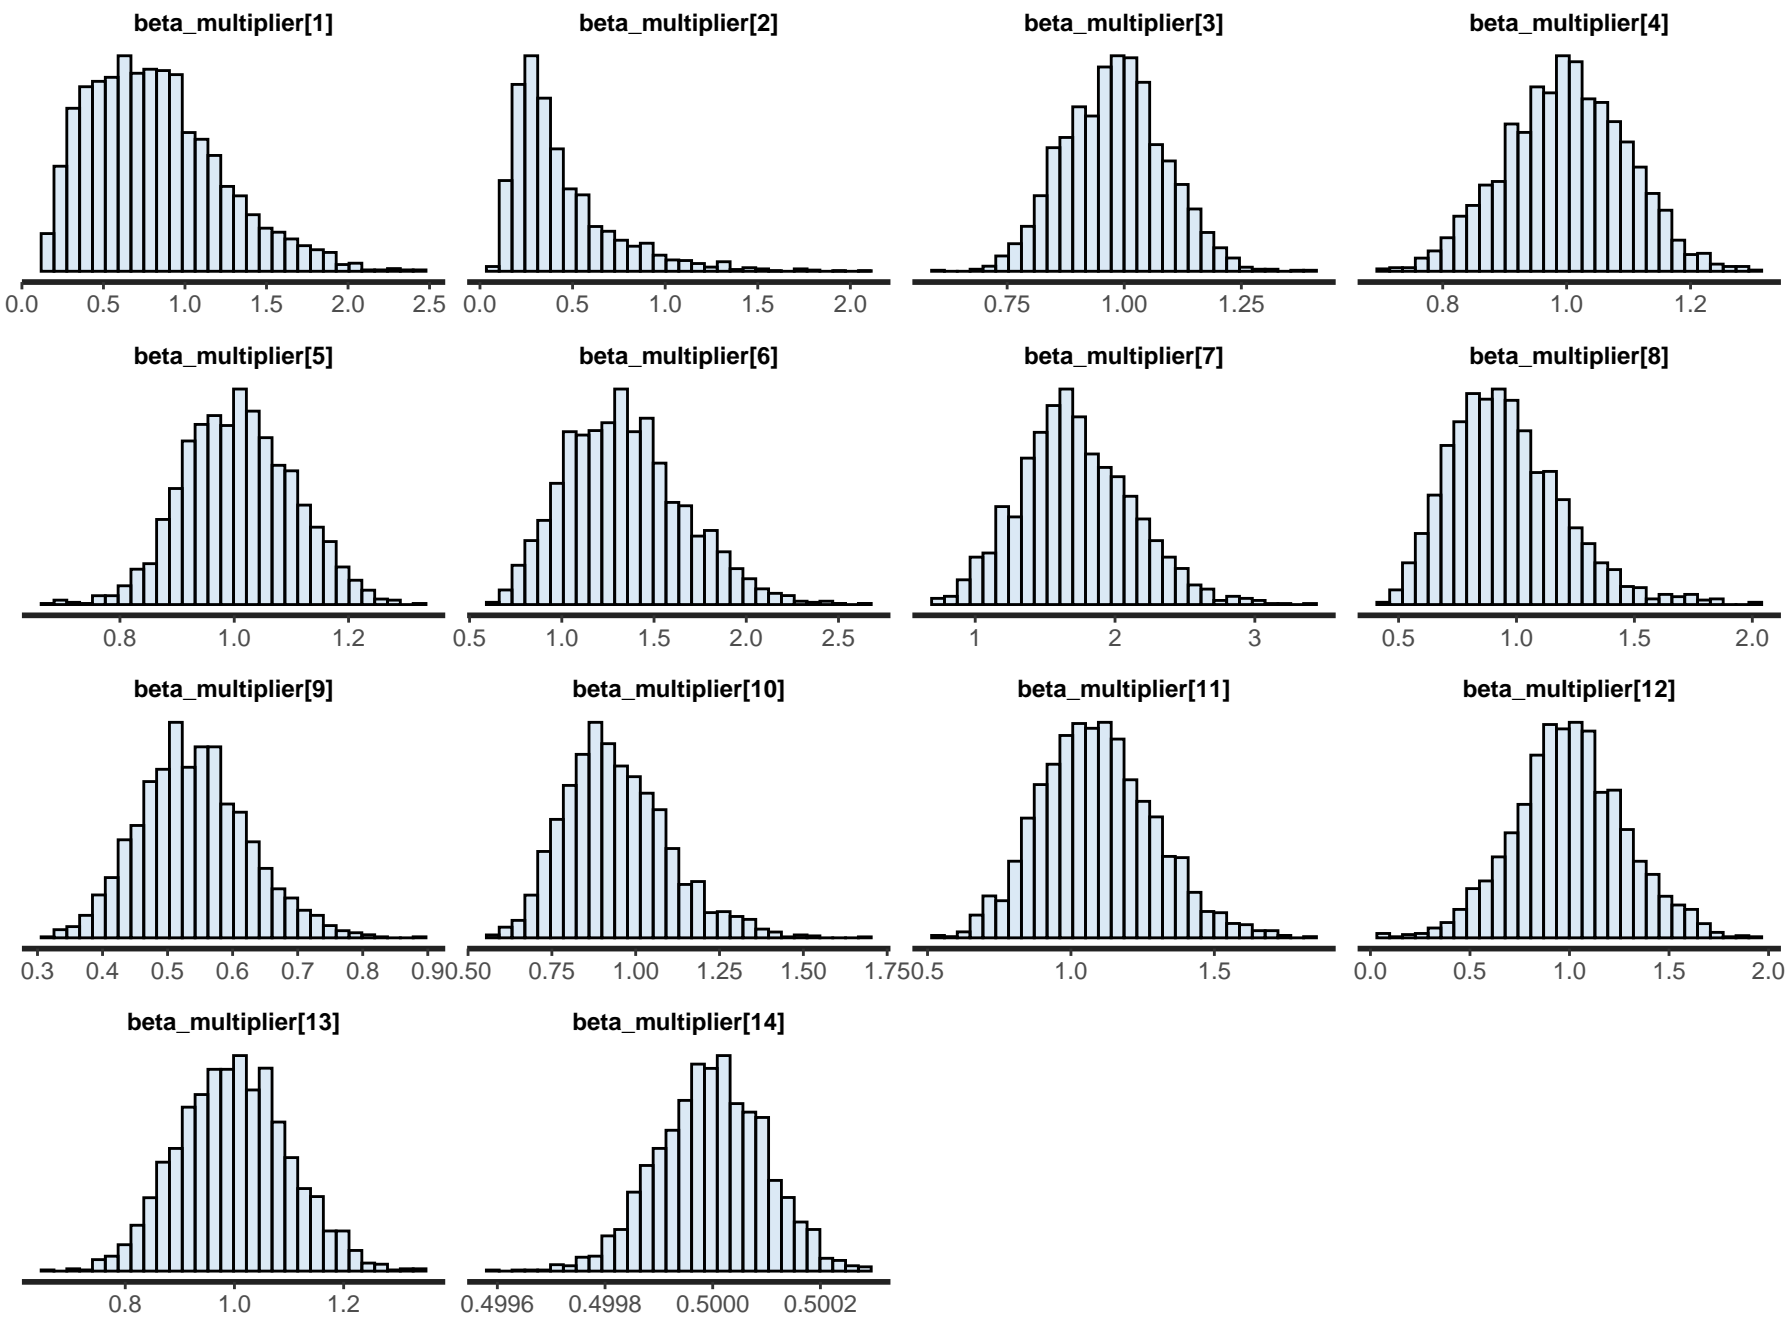 beta_multiplier[1] beta_multiplier[2] beta_multiplier[3] beta_multiplier[4]
0.0 0.5 1.0 1.5 2.0 2.5 0.0 0.5 1.0 1.5 2.0 0.75 1.00 1.25 0.8 1.0 1.2
beta_multiplier[5] beta_multiplier[6] beta_multiplier[7] beta_multiplier[8]
0.8 1.0 1.2 0.5 1.0 1.5 2.0 2.5 1 2 3 0.5 1.0 1.5 2.0
beta_multiplier[9] beta_multiplier[10] beta_multiplier[11] beta_multiplier[12]
0.3 0.4 0.5 0.6 0.7 0.8 0.9 0.50 0.75 1.00 1.25 1.50 1.75 0.5 1.0 1.5 0.0 0.5 1.0 1.5 2.0
beta_multiplier[13] beta_multiplier[14]
0.8 1.0 1.2 0.4996 0.4998 0.5000 0.5002